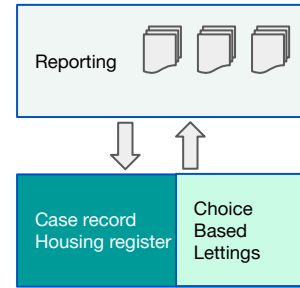 Reporting
Case record
Housing register
Choice
Based
Lettings